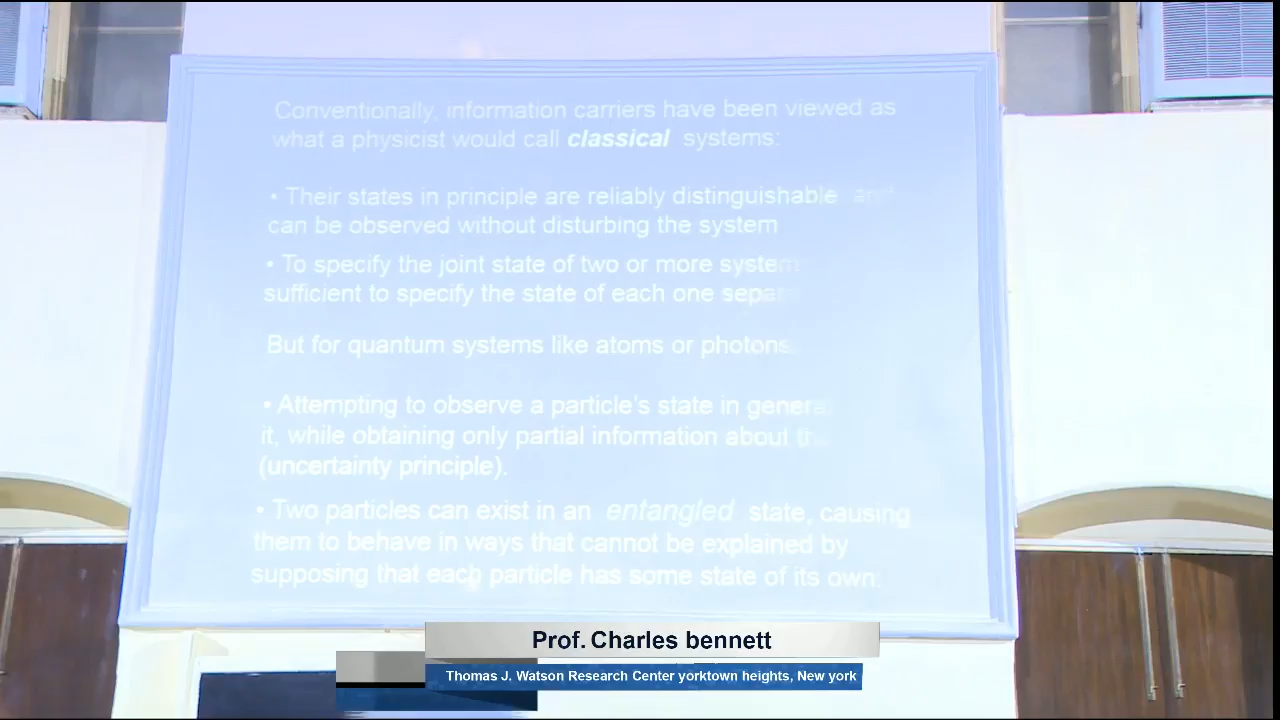 Conventionally, information carriers have been viewed as
what a physicist would call classical systems:
• Their states in principle are reliably distinguishable and
can be observed without disturbing the system
• To specify the joint state of two or more system
sufficient to specify the state of each one
But for quantum systems like atoms or photons
• Attempting to observe a particle's state in general
it, while obtaining only partial information about
(uncertainty principle).
• Two particles can exist in an entangled state, causing
them to behave in ways that cannot be explained by
supposing that each particle has some state of its own.
Prof. Charles bennett
Thomas J. Watson Research Center yorktown heights, New york